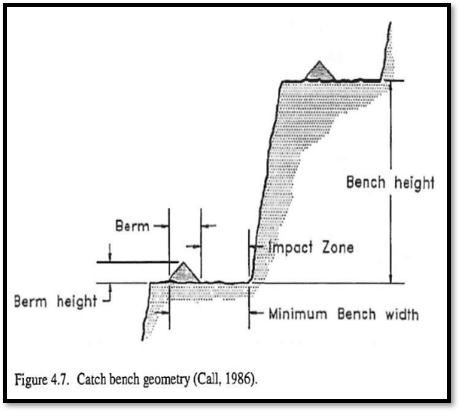 Bench height
Berm
Impact Zone
Berm height
Minimum Bench width
Figure 4.7. Catch bench geometry (Call, 1986).